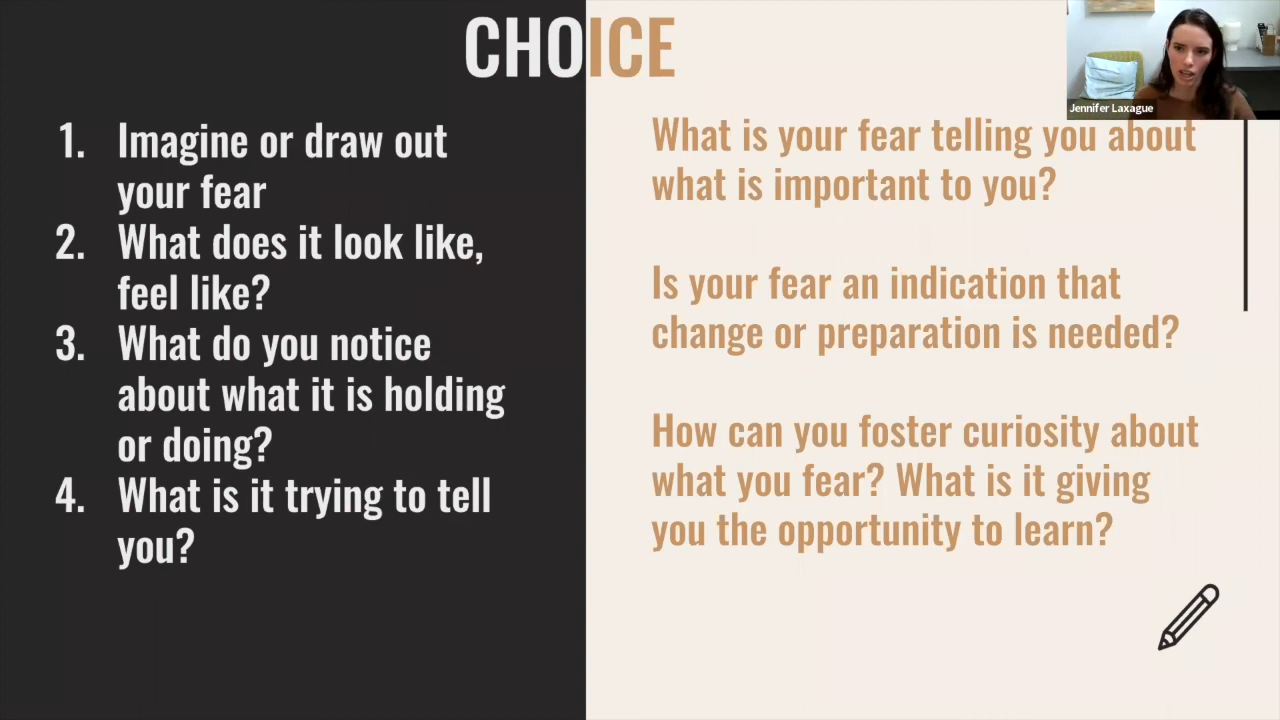 CHOICE
1. Imagine or draw out
your fear
2. What does it look like,
feel like?
3. What do you notice
about what it is holding
or doing?
4. What is it trying to tell
you?
What is your fear telling you about
what is important to you?
Is your fear an indication that
change or preparation is needed?
How can you foster curiosity about
what you fear? What is it giving
you the opportunity to learn?
Jennifer Laxague